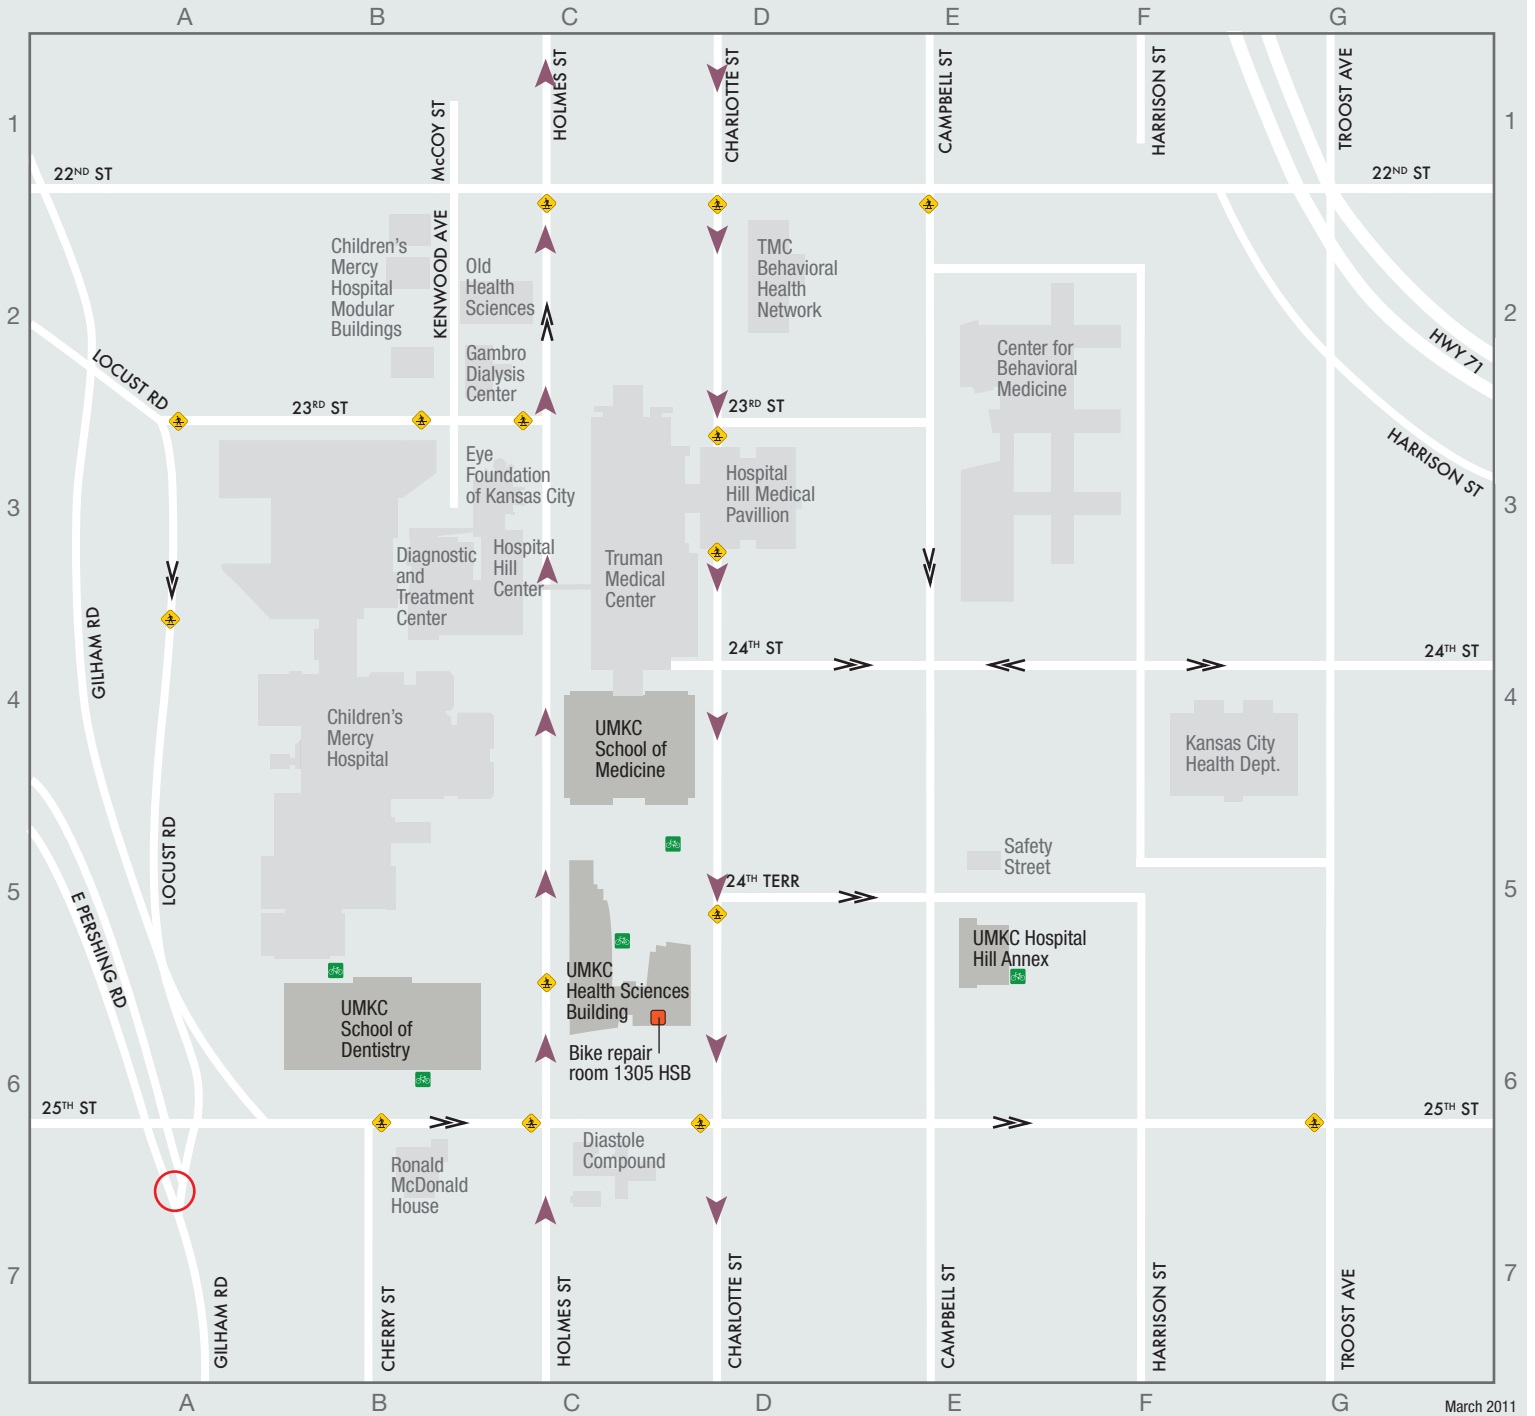 A B C D E F G
1
2
3
4
5
6
7
1
2
3
4
5
6
7
McCOY ST
HOLMES ST
CHARLOTTE ST
CAMPBELL ST
HARRISON ST
TROOST AVE
22ND ST
22ND ST
KENWOOD AVE
Children's
Mercy
Hospital
Modular
Buildings
Old
Health
Sciences
TMC
Behavioral
Health
Network
Center for
Behavioral
Medicine
HWY 71
LOCUST RD
Gambro
Dialysis
Center
23RD ST
23RD ST
HARRISON ST
Eye
Foundation
of Kansas City
Hospital
Hill Medical
Pavillion
Diagnostic
and
Treatment
Center
Hospital
Hill
Center
Truman
Medical
Center
GILHAM RD
24TH ST
24TH ST
Children's
Mercy
Hospital
UMKC
School of
Medicine
Kansas City
Health Dept.
LOCUST RD
Safety
Street
24TH TERR
E PERSHING RD
UMKC Hospital
Hill Annex
UMKC
Health Sciences
Building
UMKC
School of
Dentistry
Bike repair
room 1305 HSB
25TH ST
25TH ST
Ronald
McDonald
House
Diastole
Compound
GILHAM RD
CHERRY ST
HOLMES ST
CHARLOTTE ST
CAMPBELL ST
HARRISON ST
TROOST AVE
A B C D E F G
March 2011